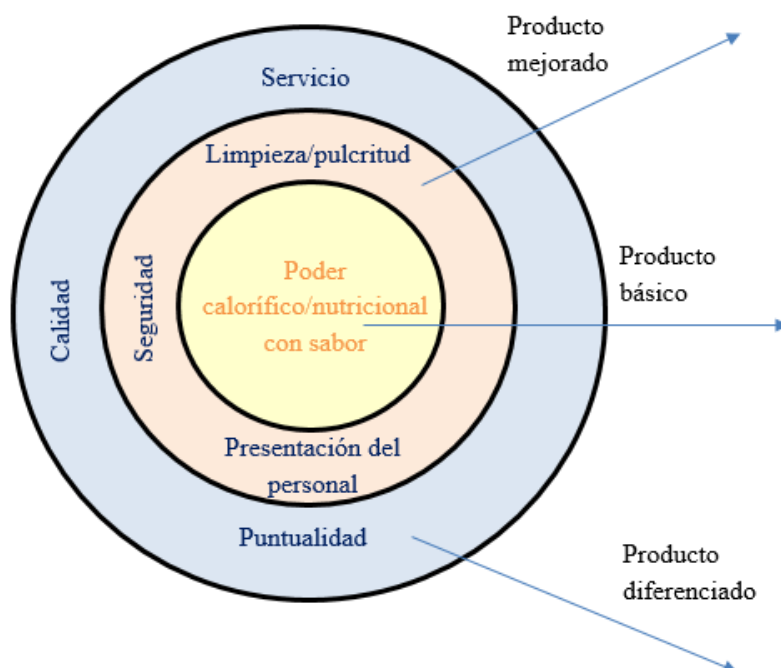 Producto
mejorado
Servicio
Limpieza/pulcritud
Calidad
Seguridad
Poder
calorífico/nutricional
con sabor
Producto
básico
Presentación del
personal
Puntualidad
Producto
diferenciado